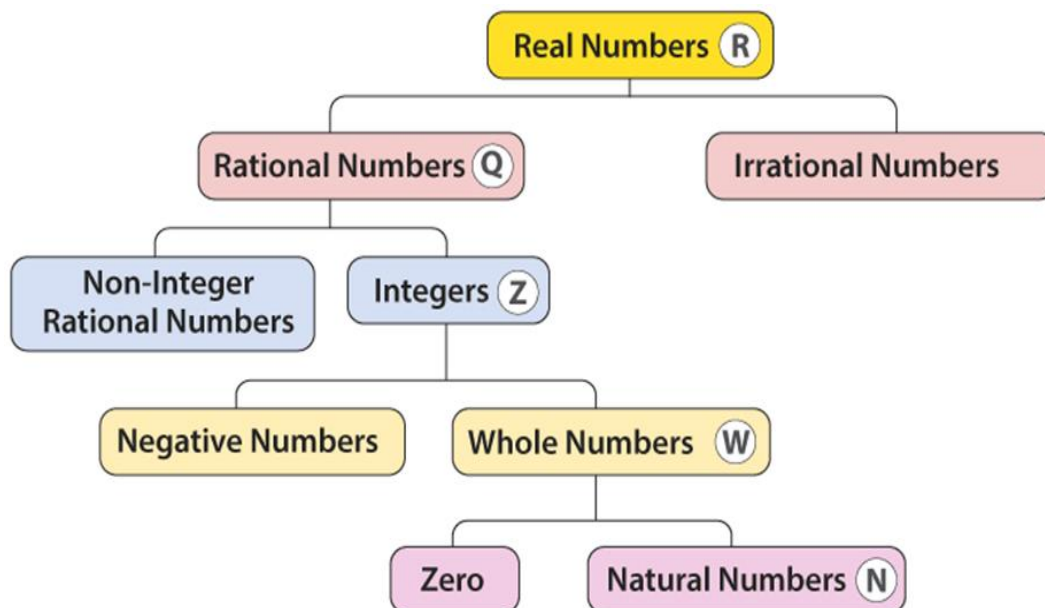 Real Numbers R
Rational Numbers Q
Irrational Numbers
Non-Integer
Rational Numbers
Integers Z
Negative Numbers
Whole Numbers W
Zero
Natural Numbers N